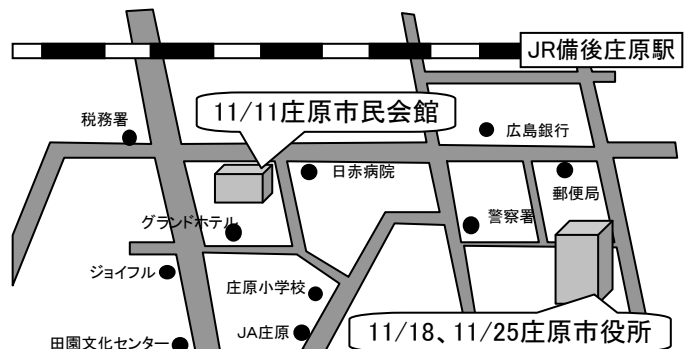 JR備後庄原駅
11/11庄原市民会館
税務署
広島銀行
日赤病院
郵便局
グランドホテル
警察署
ジョイフル
庄原小学校
JA庄原
11/18、11/25庄原市役所
田園文化センター